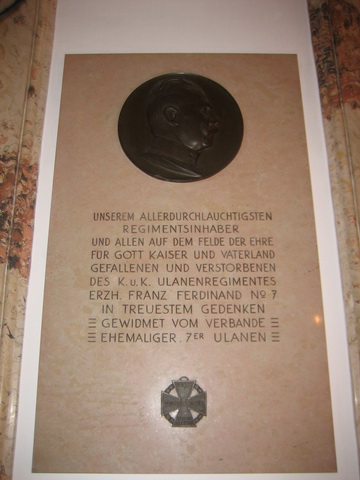 UNSEREM ALLERDURCHLAUCHTIGSTEN
REGIMENTSINHABER
UND ALLEN AUF DEM FELDE DER EHRE
FÜR GOTT KAISER UND VATERLAND
GEFALLENEN UND VERSTORBENEN
DES K.u.K. ULANENREGIMENTES
ERZH. FRANZ FERDINAND No 7
IN TREUESTEM GEDENKEN
GEWIDMET VOM VERBANDE
EHEMALIGER 7ER ULANEN